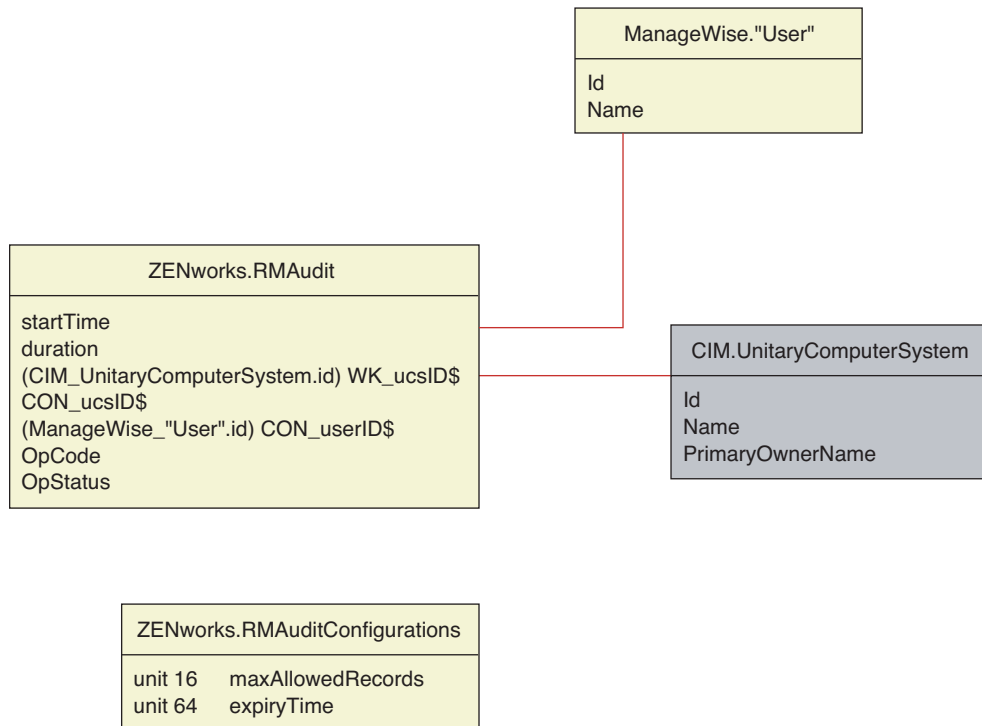 ManageWise."User"
Id
Name
ZENworks.RMAudit
startTime
duration
(CIM_UnitaryComputerSystem.id) WK_ucsID$
CON_ucsID$
(ManageWise_"User".id) CON_userID$
OpCode
OpStatus
CIM.UnitaryComputerSystem
Id
Name
PrimaryOwnerName
ZENworks.RMAuditConfigurations
unit 16 maxAllowedRecords
unit 64 expiryTime